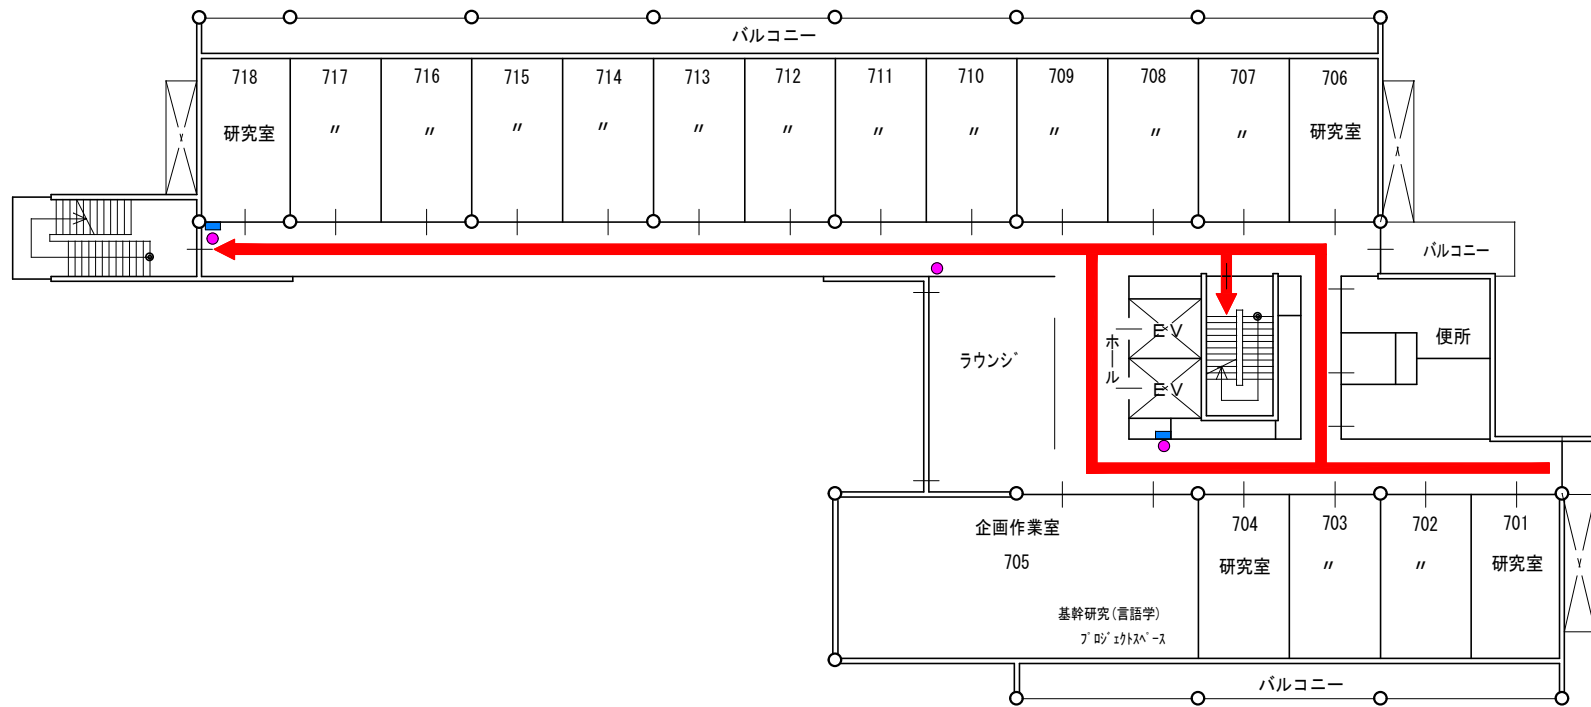 バルコニー
718 717 716 715 714 713 712 711 710 709 708 707 706
研究室 〃 〃 〃 〃 〃 〃 〃 〃 〃 〃 〃 研究室
バルコニー
ホール
EV
便所
ラウンジ
EV
企画作業室 704 703 702 701
705 研究室 〃 〃 研究室
基幹研究(言語学)
プロジェクトスペース
バルコニー